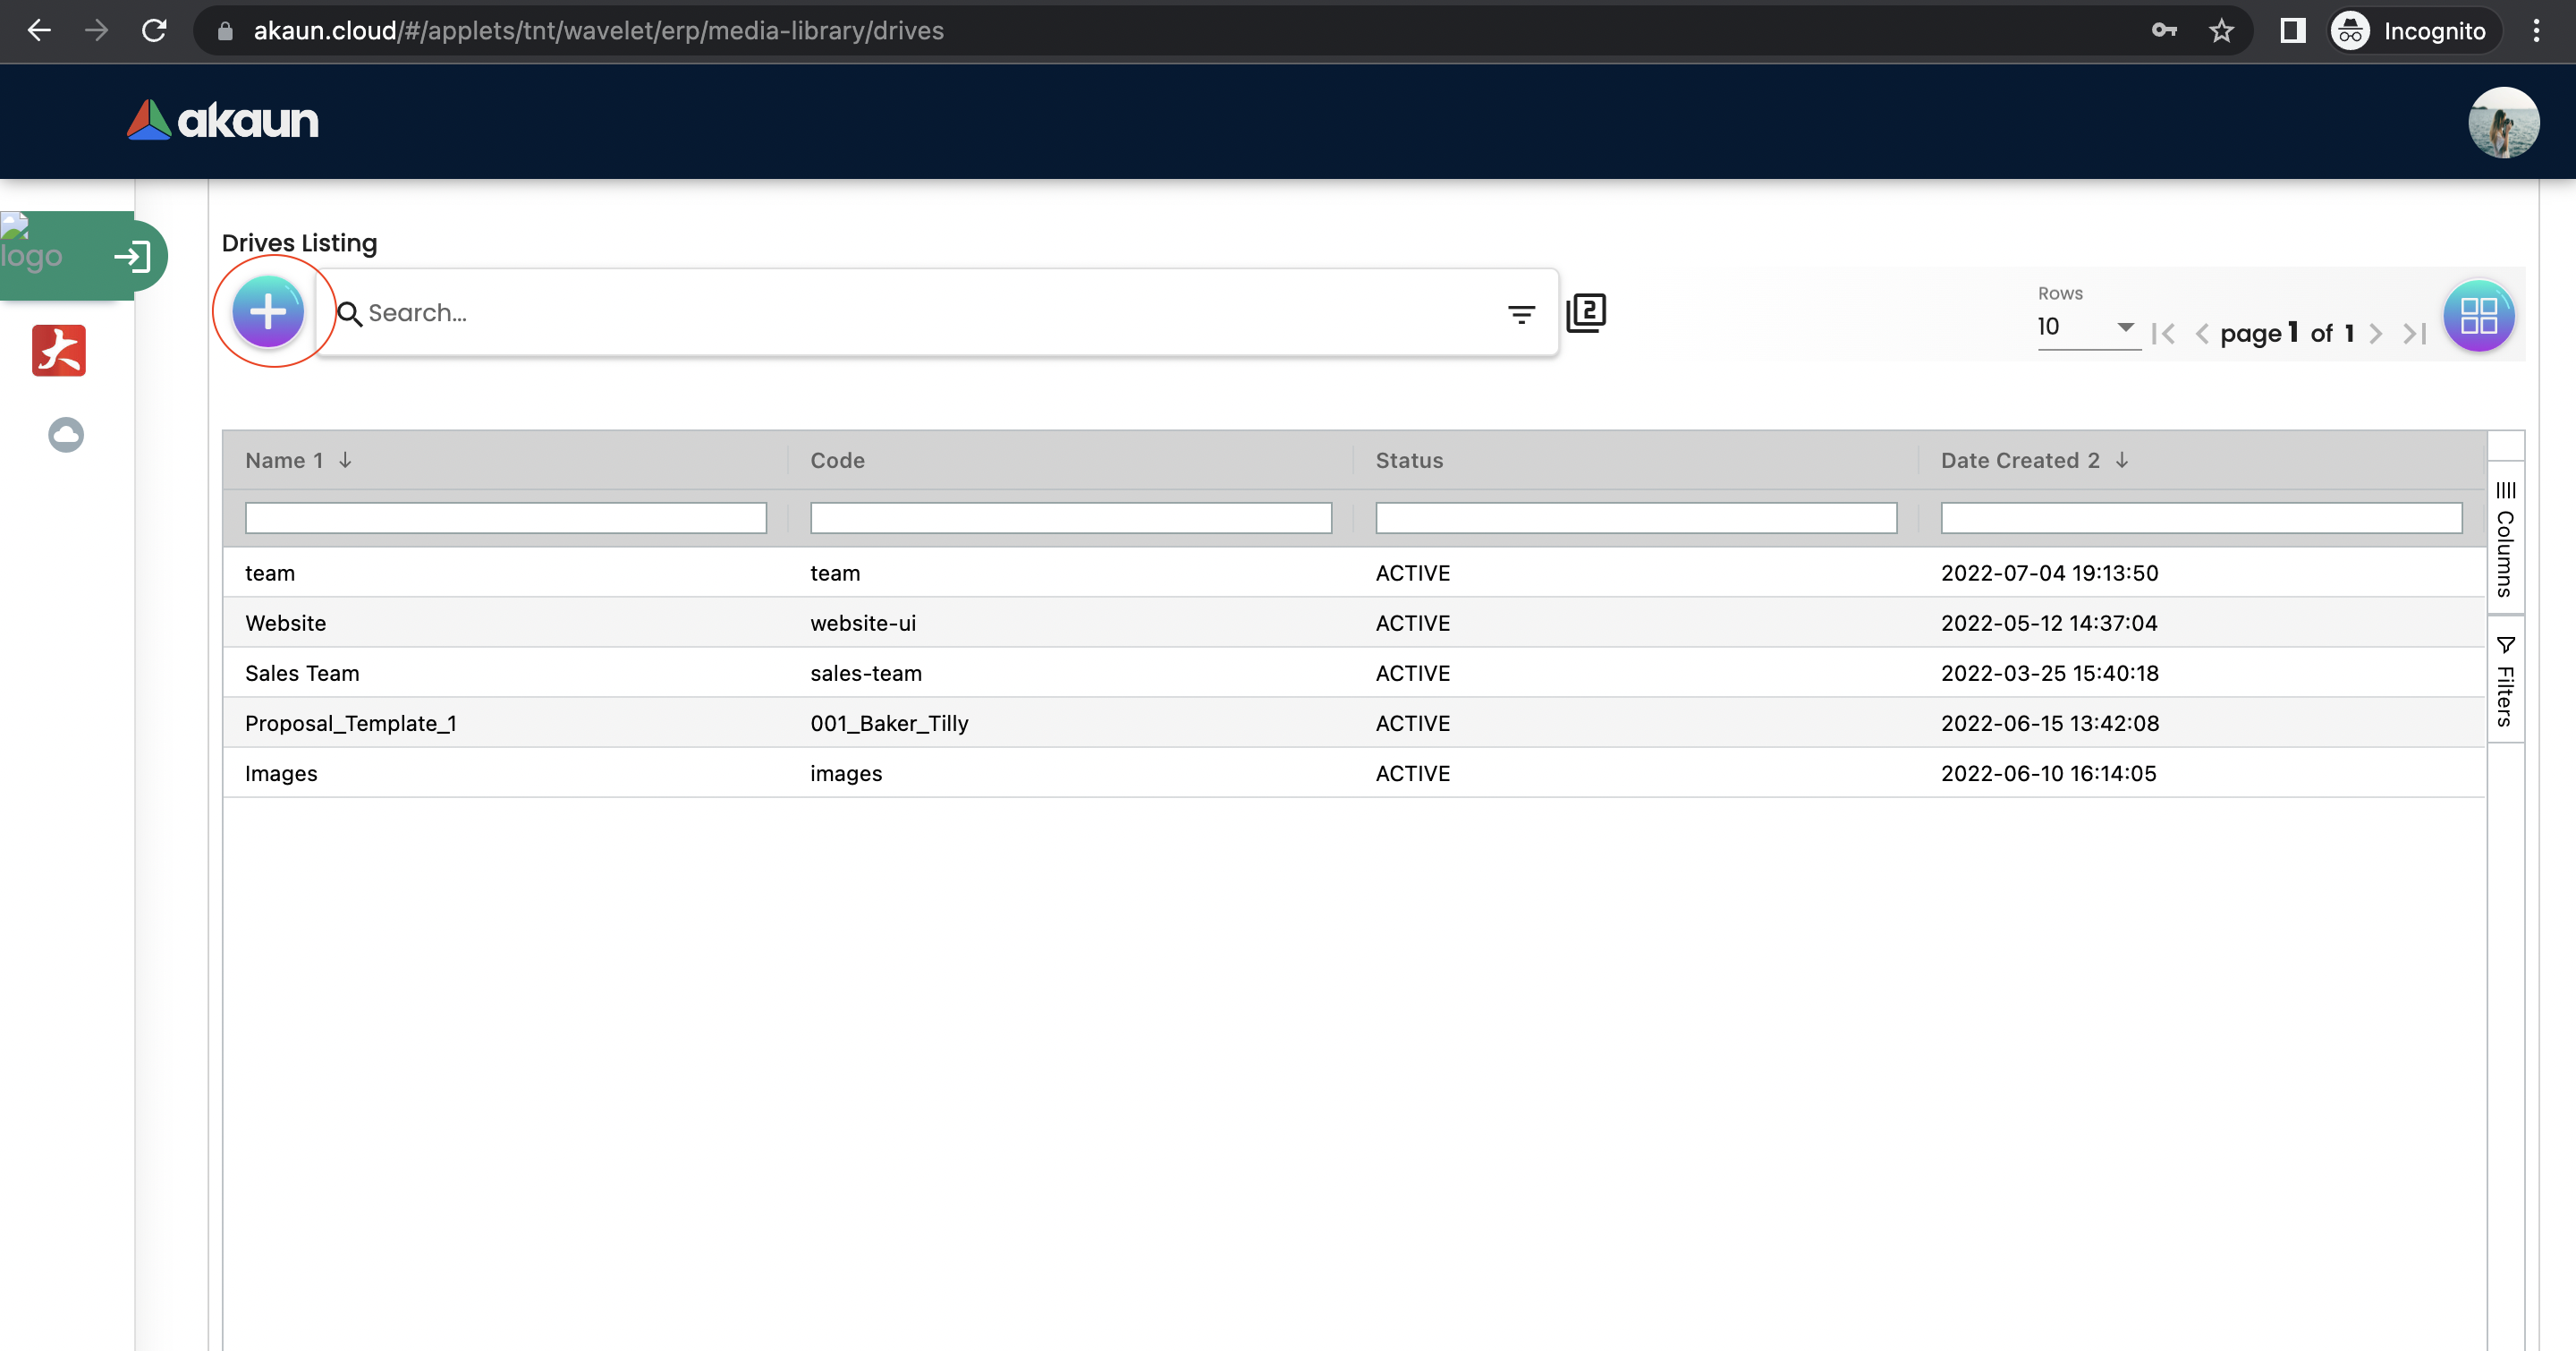 akaun.cloud/#/applets/tnt/wavelet/erp/media-library/drives
Incognito
akaun
logo
Drives Listing
Search...
2
Rows
10
page 1 of 1
Name 1 Code Status Date Created 2
team team ACTIVE 2022-07-04 19:13:50
Website website-ui ACTIVE 2022-05-12 14:37:04
Sales Team sales-team ACTIVE 2022-03-25 15:40:18
Proposal_Template_1 001_Baker_Tilly ACTIVE 2022-06-15 13:42:08
Images images ACTIVE 2022-06-10 16:14:05
Columns
Filters